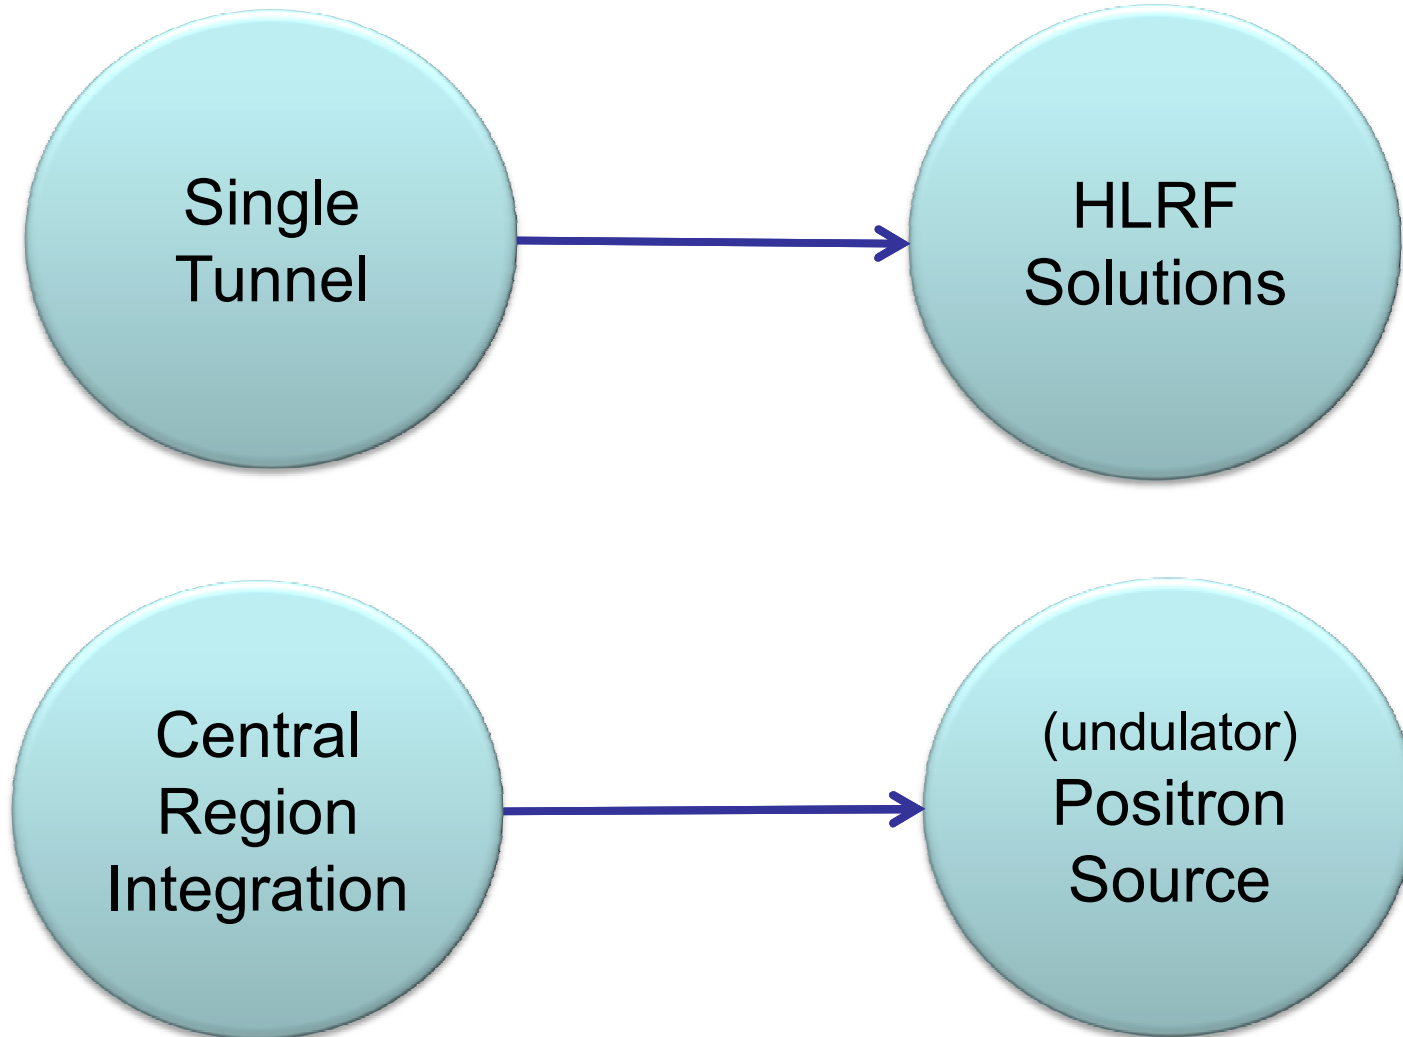 Single
Tunnel
HLRF
Solutions
Central
Region
Integration
(undulator)
Positron
Source